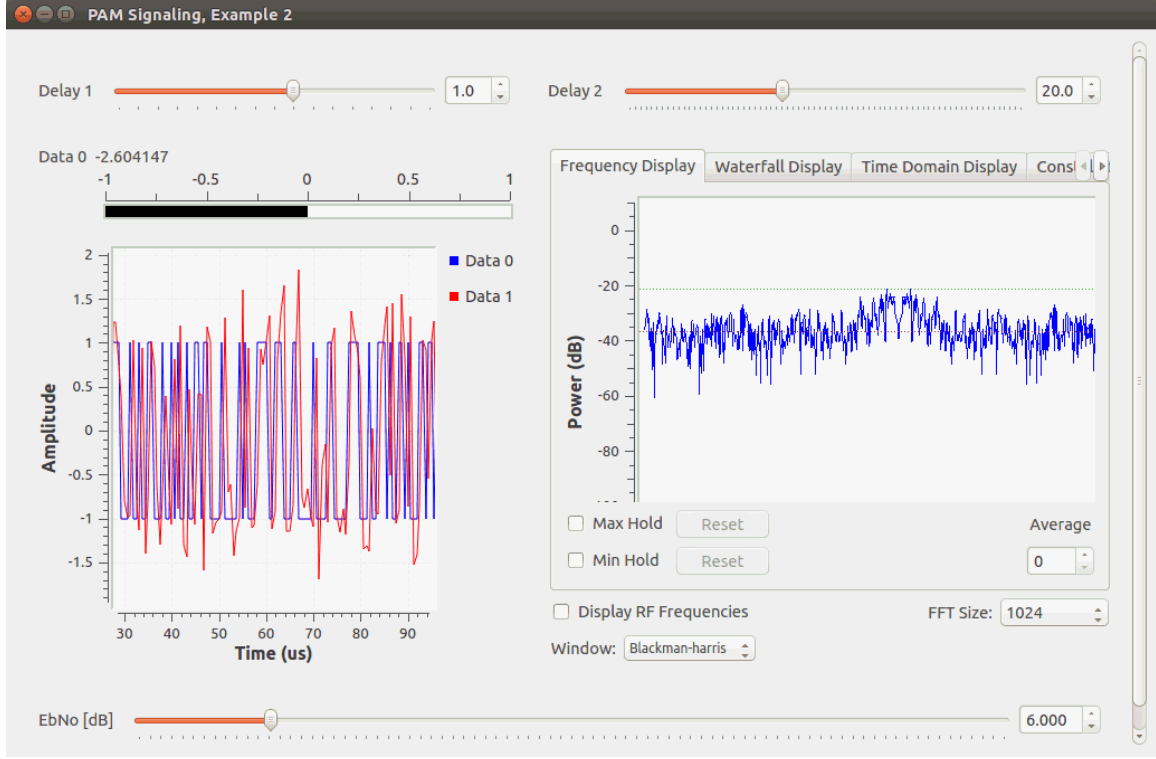 PAM Signaling, Example 2
Delay 1 1.0 Delay 2 20.0
Data 0 -2.604147
-1 -0.5 0 0.5 1
Frequency Display Waterfall Display Time Domain Display
Data 0
Data 1
2
1.5
1
0.5
0
-0.5
-1
-1.5
Amplitude
30 40 50 60 70 80 90
Time (us)
0
-20
-40
-60
-80
Power (dB)
Max Hold Reset Average
Min Hold Reset 0
Display RF Frequencies FFT Size: 1024
Window: Blackman-harris
EbNo [dB] 6.000